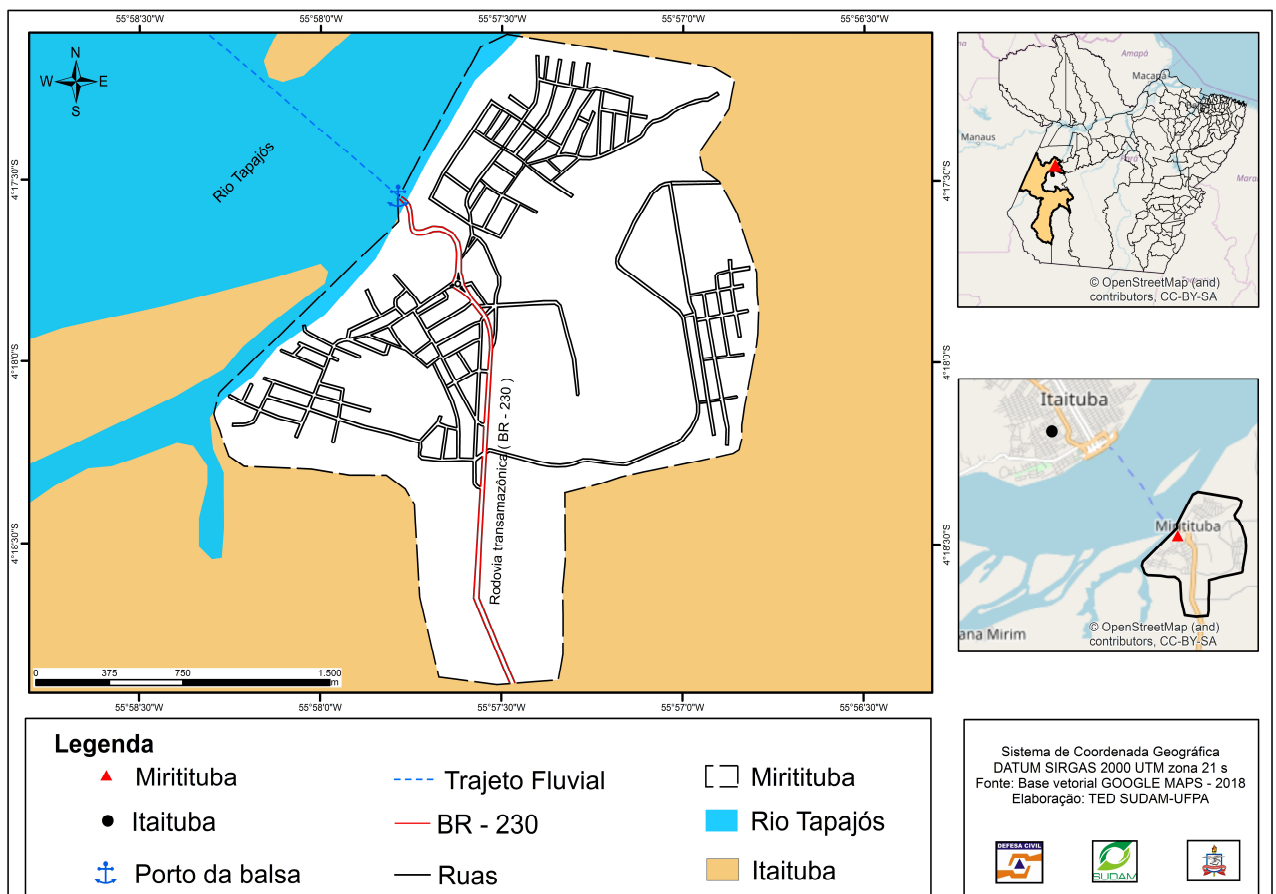 55°58'30"W
55°58'0"W
55°57'30"W
55°57'0"W
55°56'30"W
N
W
E
S
Rio Tapajós
4°17'30"S
4°17'30"S
4°18'0"S
4°18'0"S
4°18'30"S
4°18'30"S
Rodovia transamazônica ( BR - 230 )
0
375
750
1.500
m
55°58'30"W
55°58'0"W
55°57'30"W
55°57'0"W
55°56'30"W
Amapá
Macapá
Manaus
Pará
Mara
© OpenStreetMap (and)
contributors, CC-BY-SA
Itaituba
Miritituba
© OpenStreetMap (and)
contributors, CC-BY-SA
ana Mirim
Legenda
Miritituba
Itaituba
Porto da balsa
Trajeto Fluvial
BR - 230
Ruas
Miritituba
Rio Tapajós
Itaituba
Sistema de Coordenada Geográfica
DATUM SIRGAS 2000 UTM zona 21 s
Fonte: Base vetorial GOOGLE MAPS - 2018
Elaboração: TED SUDAM-UFPA
DEFESA CIVIL
SUDAM